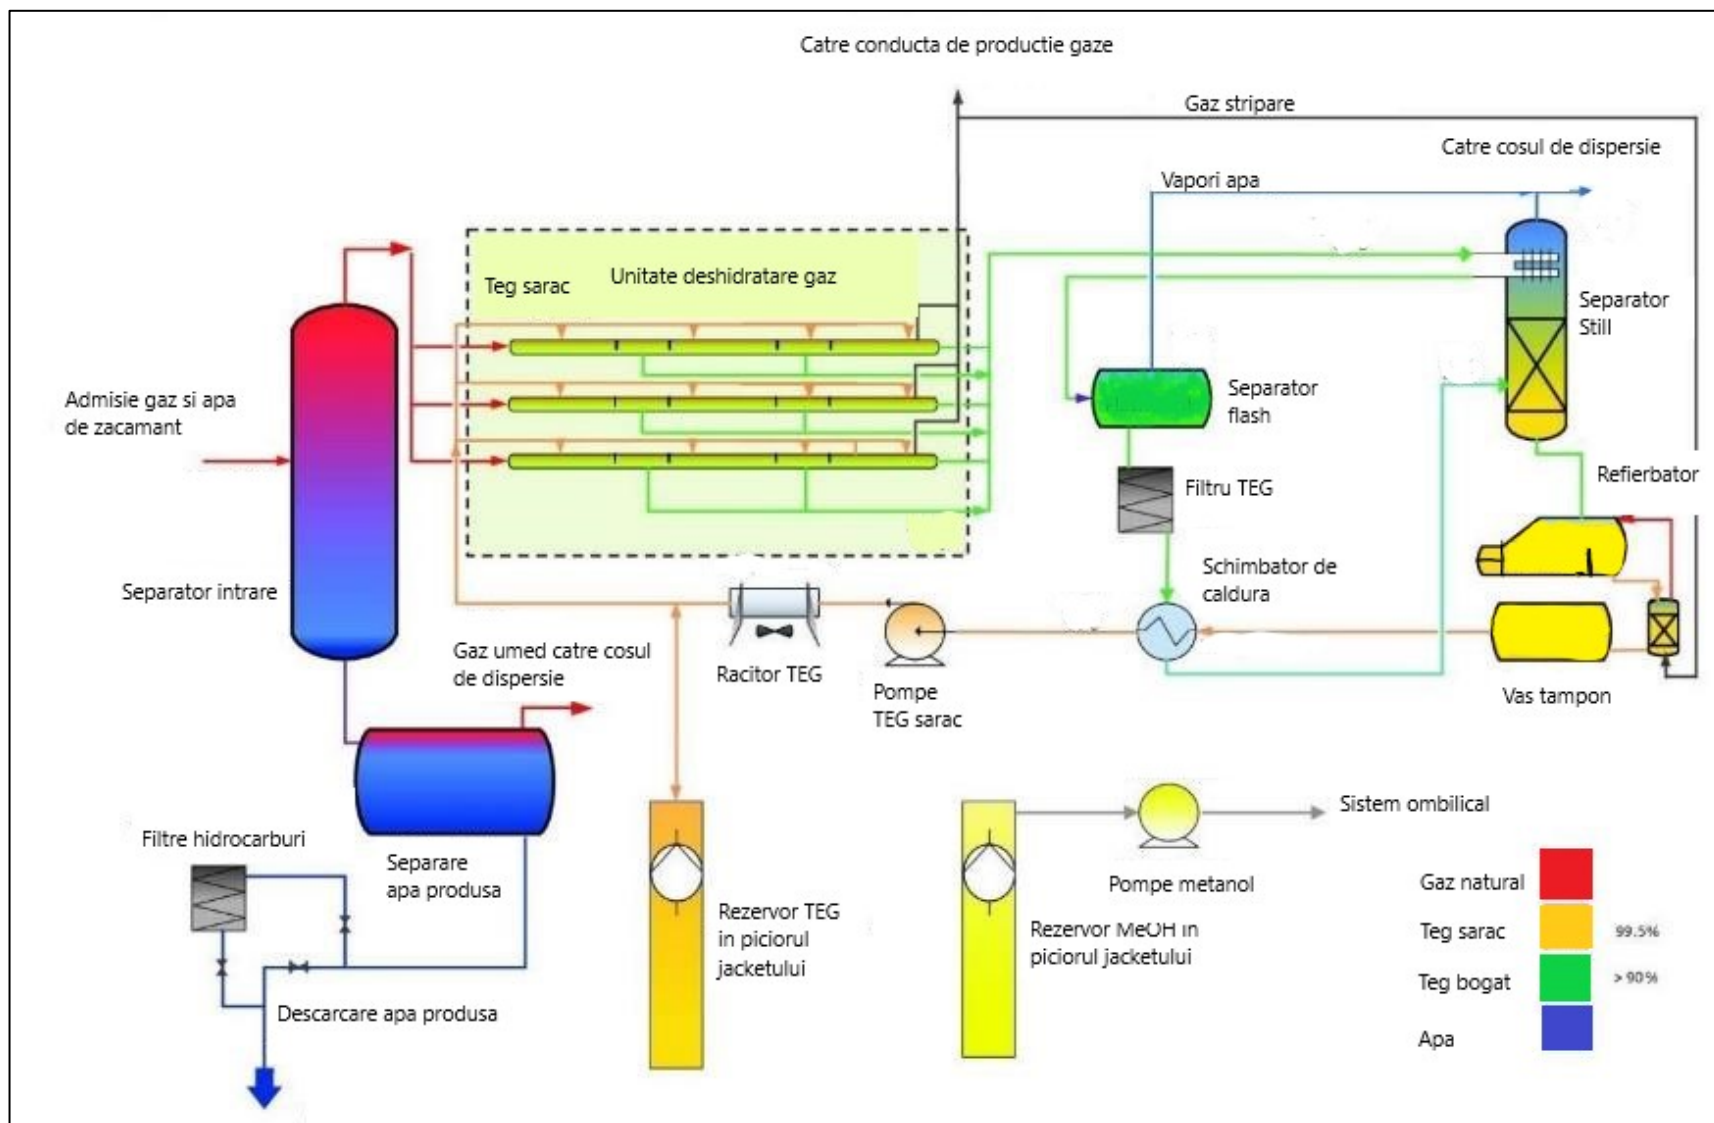 Catre conducta de productie gaze
Gaz stripare
Catre cosul de dispersie
Vapori apa
Teg sarac
Unitate deshidratare gaz
Separator
Still
Admisie gaz si apa
de zacamant
Separator
flash
Refierbator
Filtru TEG
Separator intrare
Schimbator de
caldura
Gaz umed catre cosul
de dispersie
Racitor TEG
Pompe
TEG sarac
Vas tampon
Filtre hidrocarburi
Separare
apa produsa
Sistem ombilical
Pompe metanol
Rezervor TEG
in piciorul
jacketului
Rezervor MeOH in
piciorul jacketului
Descarcare apa produsa
Gaz natural
Teg sarac 99.5%
Teg bogat > 90%
Apa